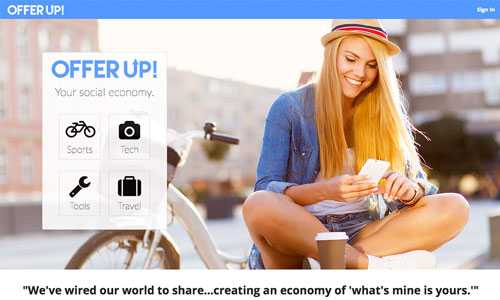 OFFER UP!
Sign In
OFFER UP!
Your social economy.
Sports
Tech
Tools
Travel
"We've wired our world to share...creating an economy of 'what's mine is yours.'"